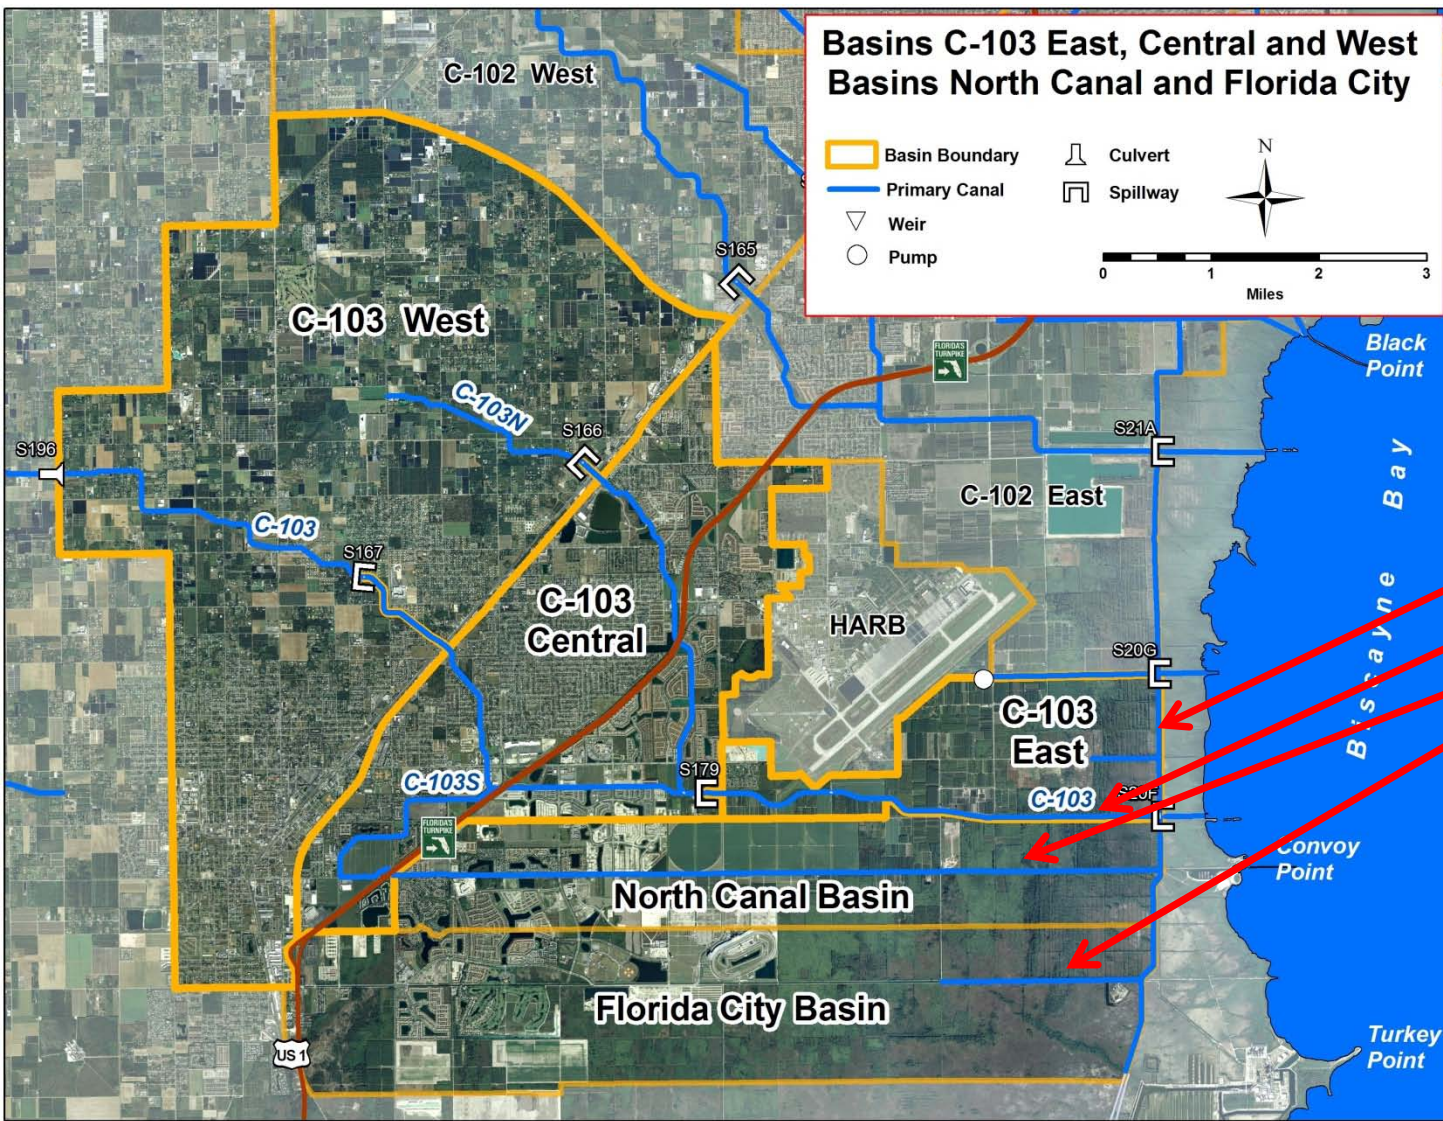 Basins C-103 East, Central and West
Basins North Canal and Florida City
Basin Boundary
Culvert
Primary Canal
Spillway
Weir
Pump
N
0 1 2 3
Miles
C-102 West
S165
C-103 West
FLORIDA'S
TURNPIKE
Black
Point
C-103N
S166
S196
S21A
C-102 East
C-103
S167
C-103
Central
HARB
Biscayne Bay
S20G
C-103
East
C-103S
S179
C-103
S20F
FLORIDA'S
TURNPIKE
Convoy
Point
North Canal Basin
Florida City Basin
US 1
Turkey
Point